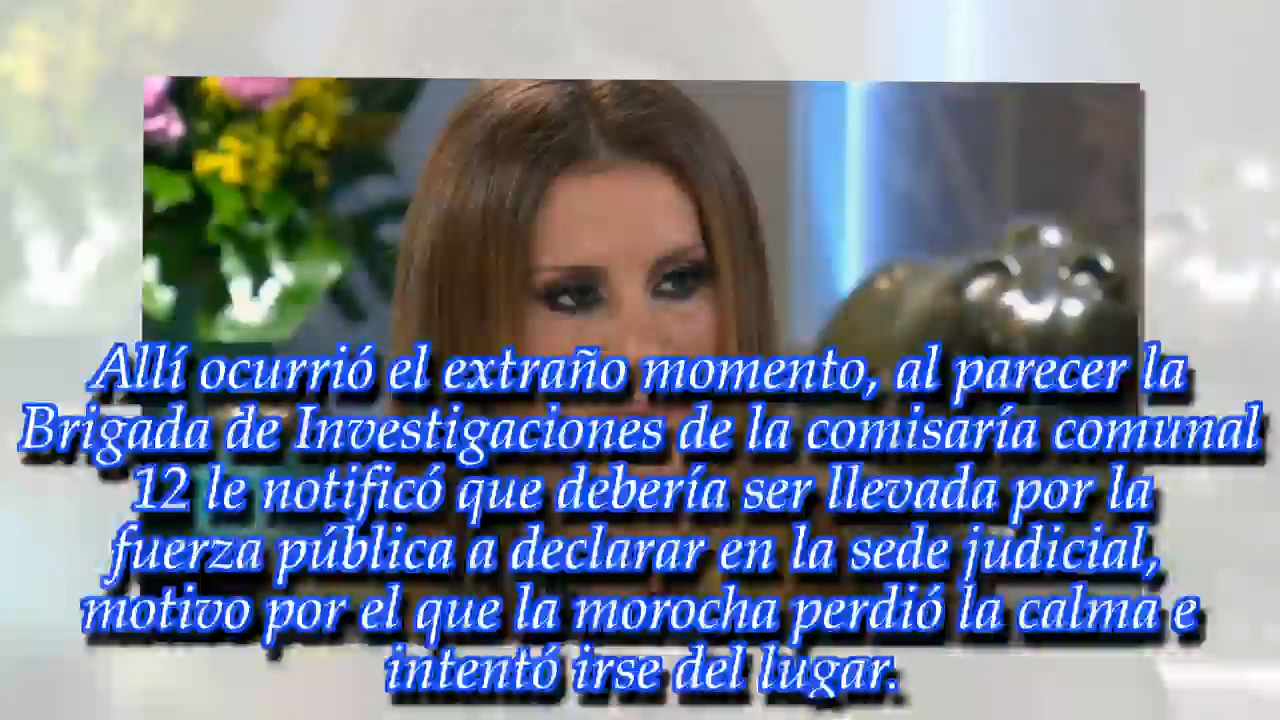 Allí ocurrió el extraño momento, al parecer la
Brigada de Investigaciones de la comisaría comunal
12 le notificó que debería ser llevada por la
fuerza pública a declarar en la sede judicial,
motivo por el que la morocha perdió la calma e
intentó irse del lugar.